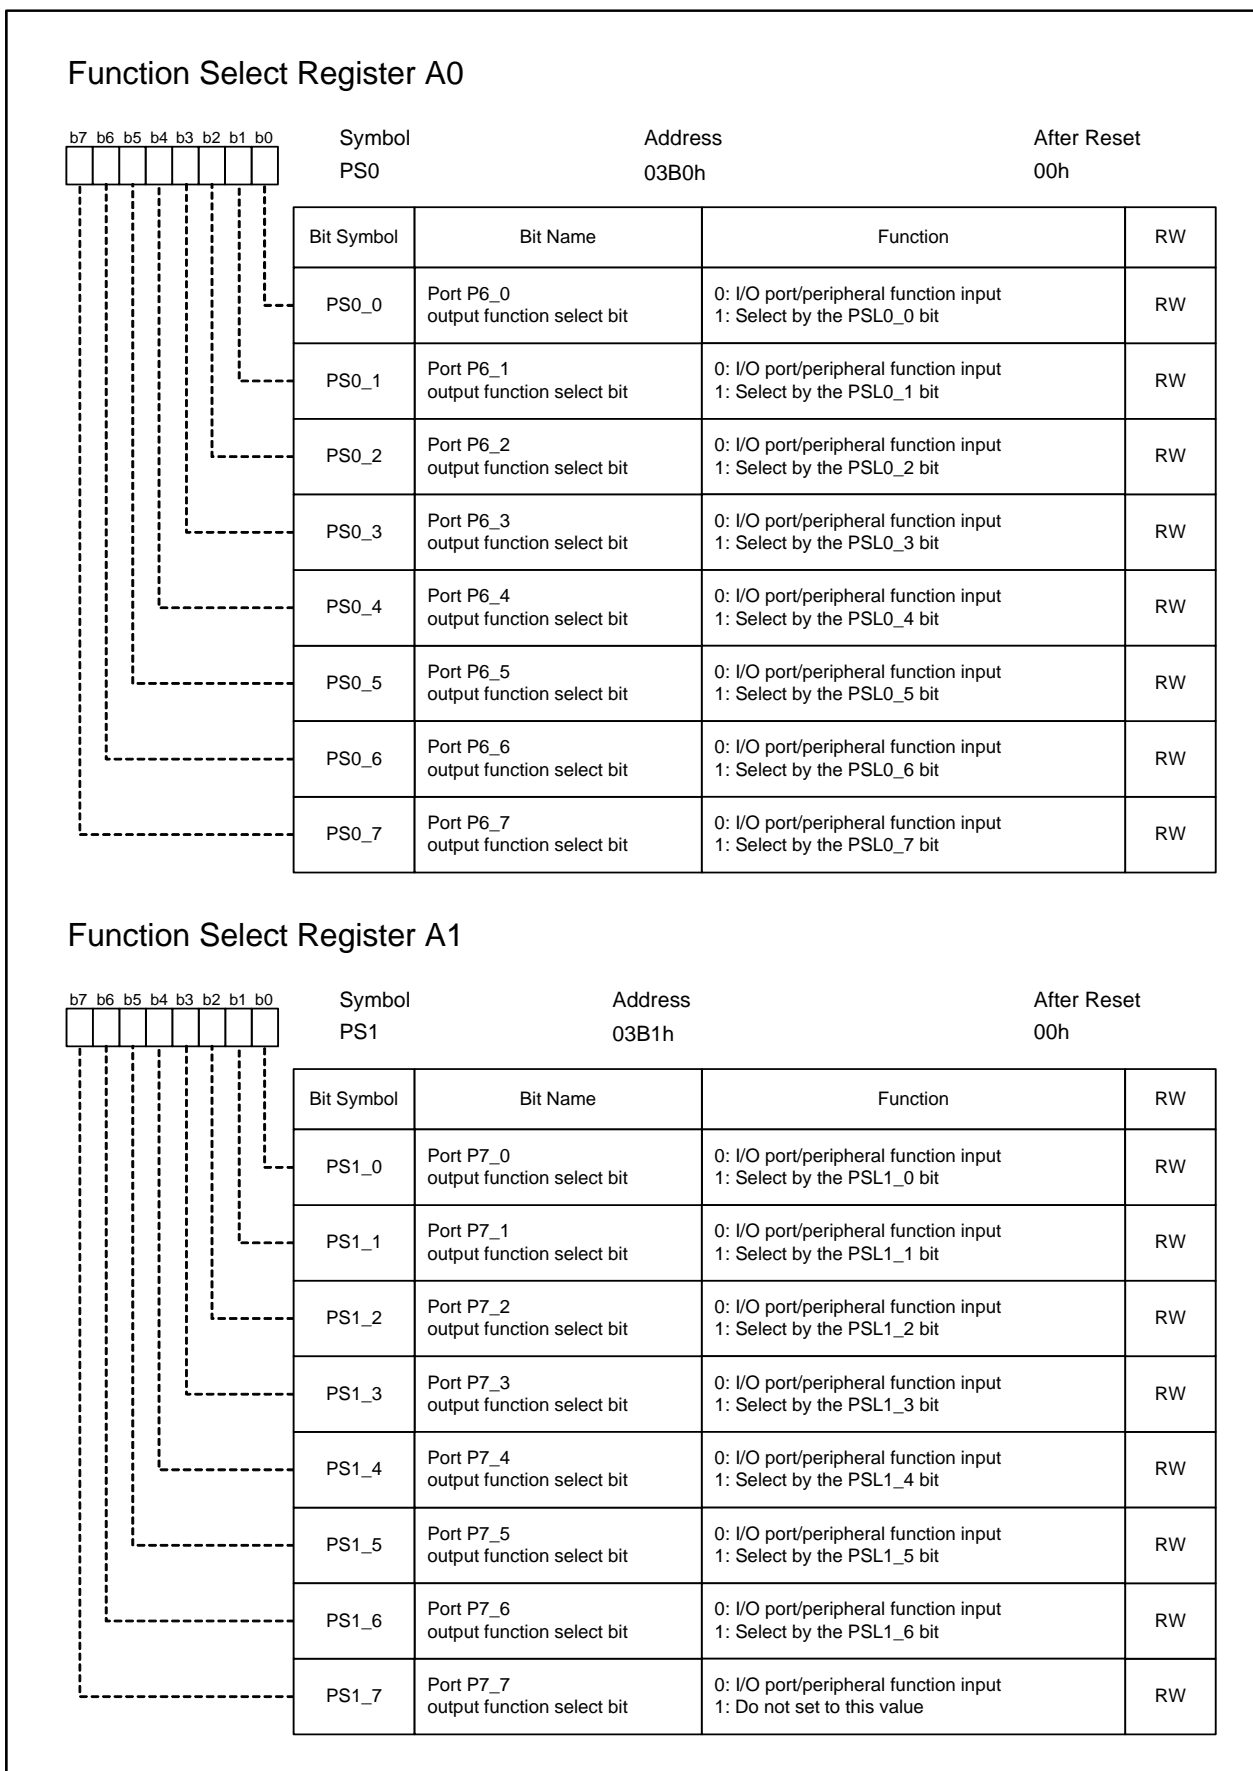 Function Select Register A0
b7 b6 b5 b4 b3 b2 b1 b0
Symbol Address After Reset
PS0 03B0h 00h
Bit Symbol Bit Name Function RW
PS0_0 Port P6_0 0: I/O port/peripheral function input RW
output function select bit 1: Select by the PSL0_0 bit
PS0_1 Port P6_1 0: I/O port/peripheral function input RW
output function select bit 1: Select by the PSL0_1 bit
PS0_2 Port P6_2 0: I/O port/peripheral function input RW
output function select bit 1: Select by the PSL0_2 bit
PS0_3 Port P6_3 0: I/O port/peripheral function input RW
output function select bit 1: Select by the PSL0_3 bit
PS0_4 Port P6_4 0: I/O port/peripheral function input RW
output function select bit 1: Select by the PSL0_4 bit
PS0_5 Port P6_5 0: I/O port/peripheral function input RW
output function select bit 1: Select by the PSL0_5 bit
PS0_6 Port P6_6 0: I/O port/peripheral function input RW
output function select bit 1: Select by the PSL0_6 bit
PS0_7 Port P6_7 0: I/O port/peripheral function input RW
output function select bit 1: Select by the PSL0_7 bit
Function Select Register A1
b7 b6 b5 b4 b3 b2 b1 b0
Symbol Address After Reset
PS1 03B1h 00h
Bit Symbol Bit Name Function RW
PS1_0 Port P7_0 0: I/O port/peripheral function input RW
output function select bit 1: Select by the PSL1_0 bit
PS1_1 Port P7_1 0: I/O port/peripheral function input RW
output function select bit 1: Select by the PSL1_1 bit
PS1_2 Port P7_2 0: I/O port/peripheral function input RW
output function select bit 1: Select by the PSL1_2 bit
PS1_3 Port P7_3 0: I/O port/peripheral function input RW
output function select bit 1: Select by the PSL1_3 bit
PS1_4 Port P7_4 0: I/O port/peripheral function input RW
output function select bit 1: Select by the PSL1_4 bit
PS1_5 Port P7_5 0: I/O port/peripheral function input RW
output function select bit 1: Select by the PSL1_5 bit
PS1_6 Port P7_6 0: I/O port/peripheral function input RW
output function select bit 1: Select by the PSL1_6 bit
PS1_7 Port P7_7 0: I/O port/peripheral function input RW
output function select bit 1: Do not set to this value